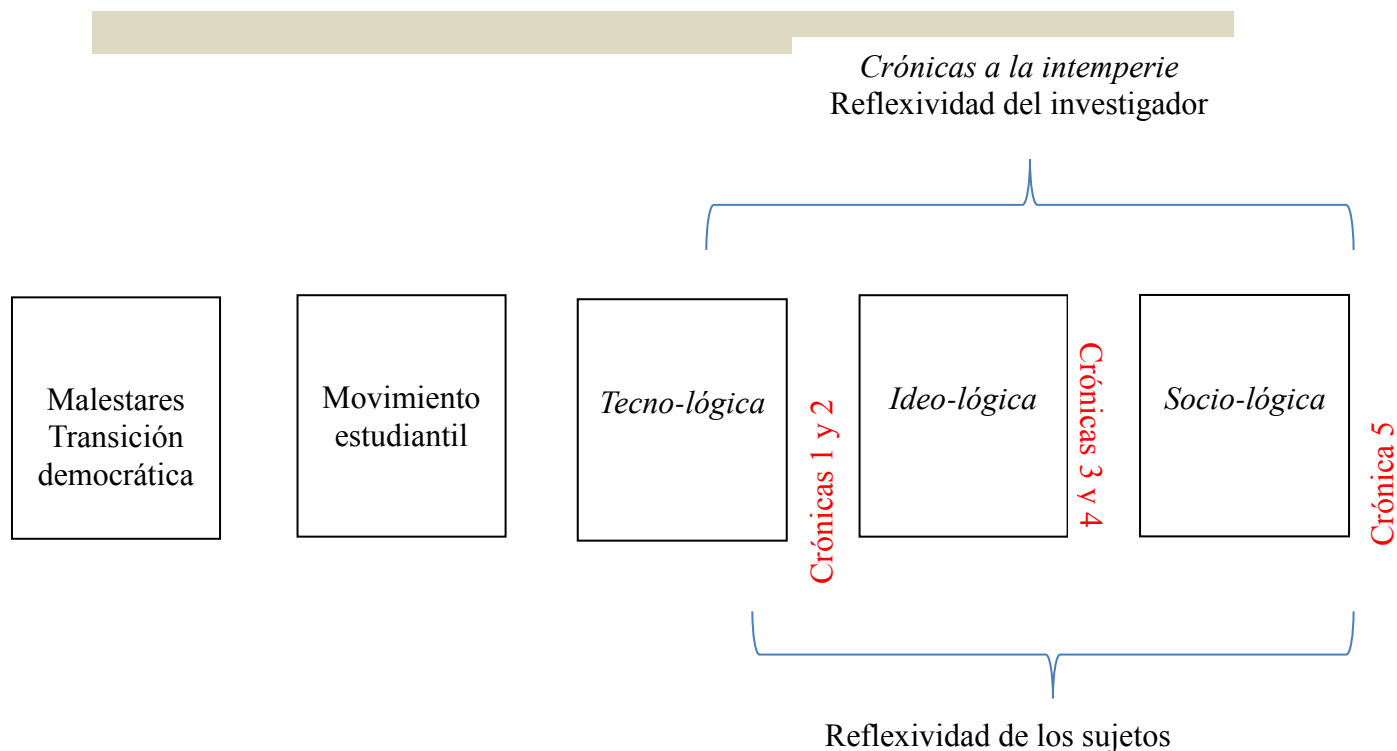 Crónicas a la intemperie
Reflexividad del investigador
Malestares
Transición
democrática
Movimiento
estudiantil
Tecno-lógica
Crónicas 1 y 2
Ideo-lógica
Crónicas 3 y 4
Socio-lógica
Crónica 5
Reflexividad de los sujetos